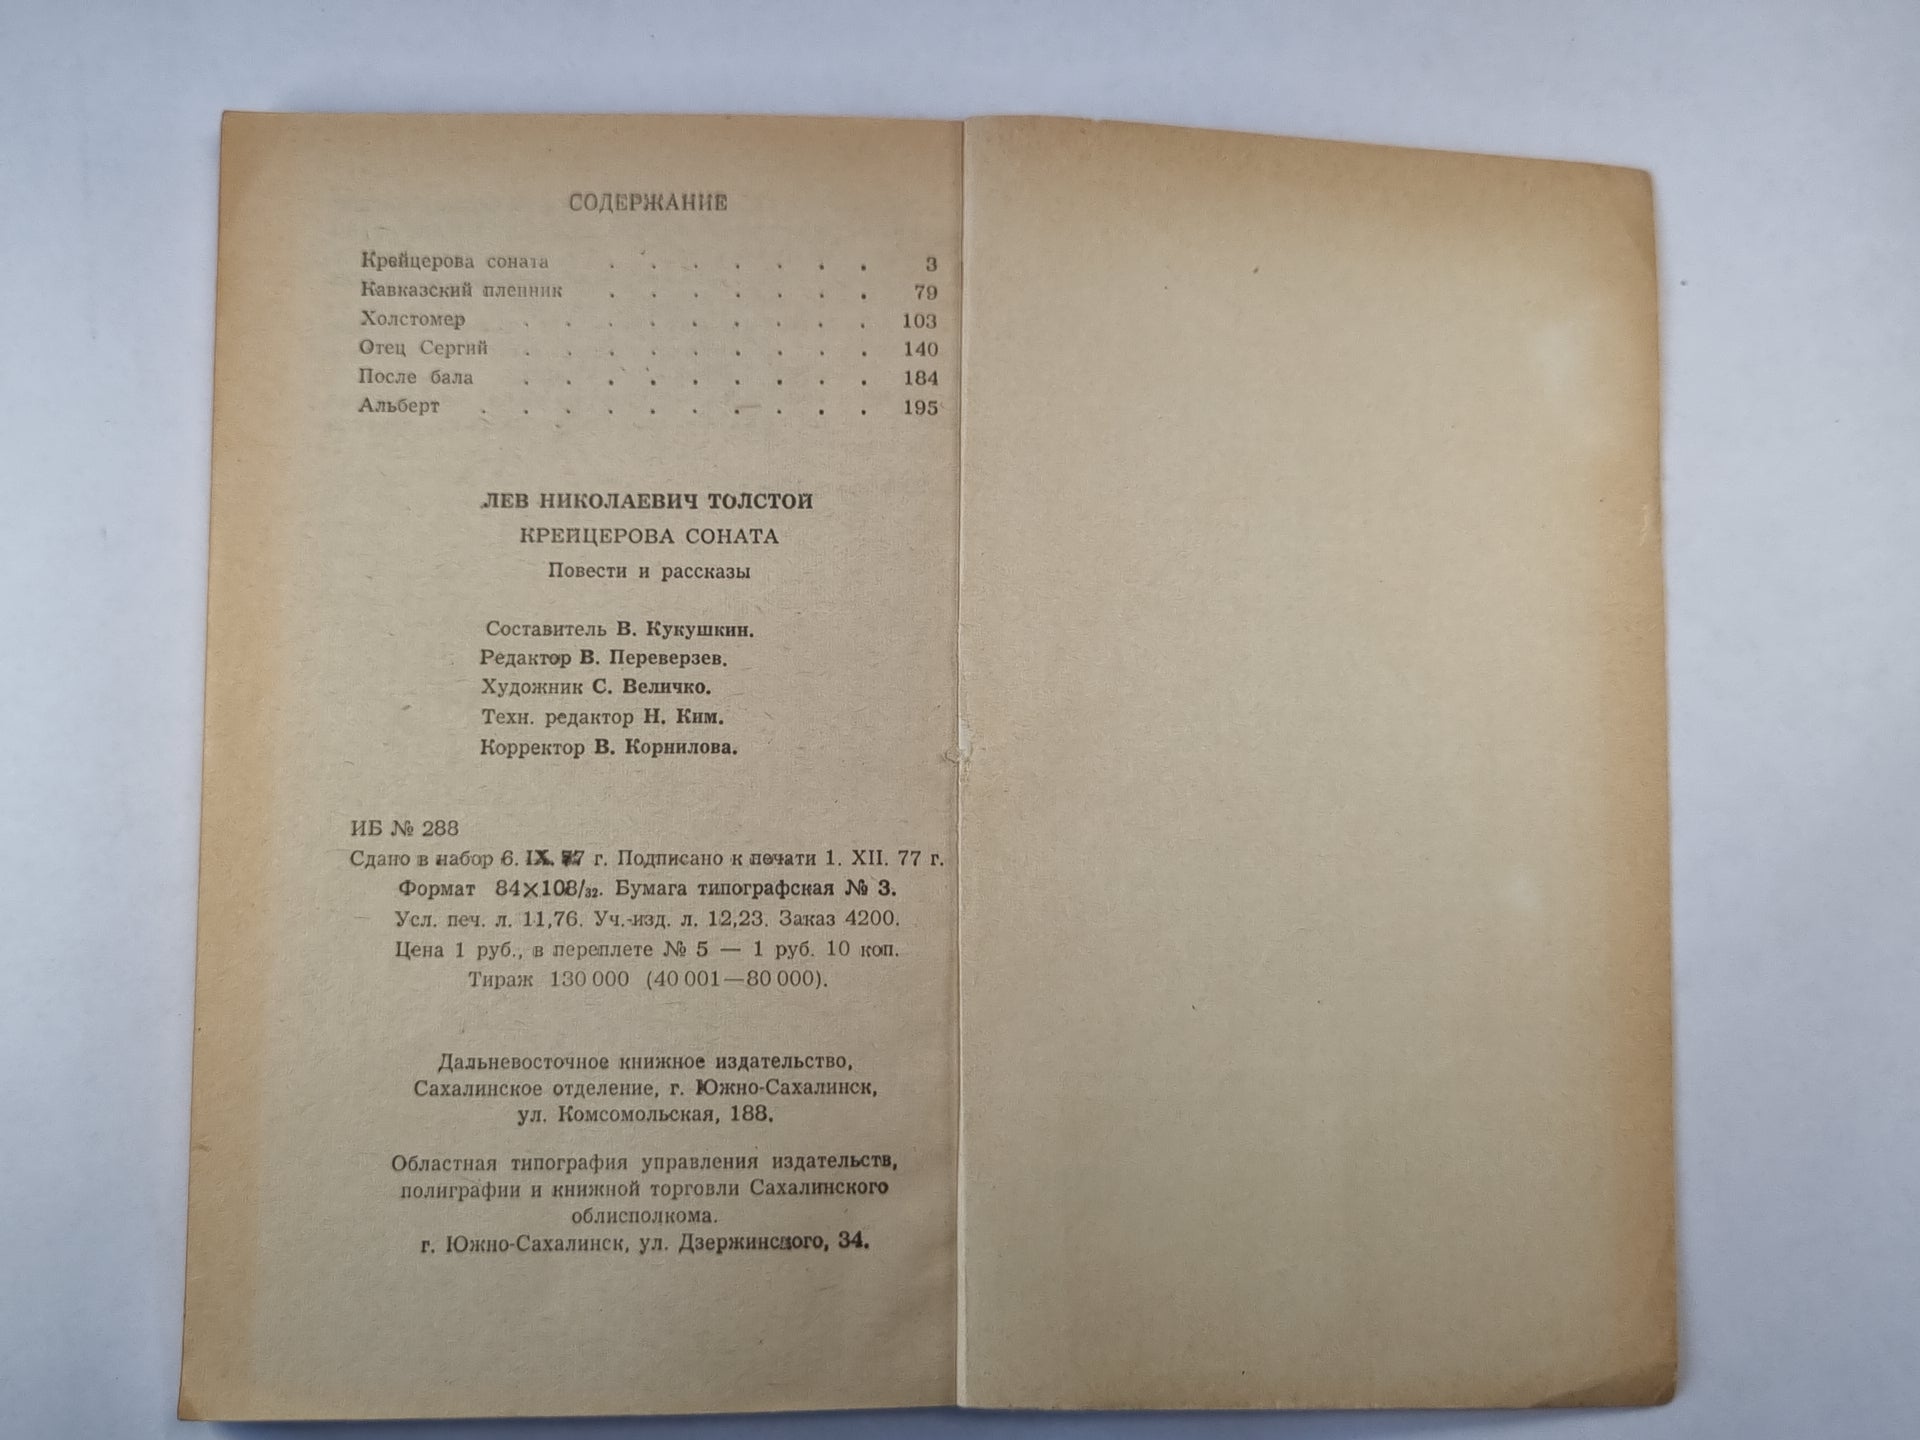 СОДЕРЖАНИЕ
Крейцерова соната . . . . . . . 3
Кавказский пленник . . . . . . . 79
Холстомер . . . . . . . . . 103
Отец Сергий . . . . . . . . . 140
После бала . . . . . . . . . 184
Альберт . . . . . . . . . . 195
ЛЕВ НИКОЛАЕВИЧ ТОЛСТОЙ
КРЕЙЦЕРОВА СОНАТА
Повести и рассказы
Составитель В. Кукушкин.
Редактор В. Переверзев.
Художник С. Величко.
Техн. редактор Н. Ким.
Корректор В. Корнилова.
ИБ № 288
Сдано в набор 6. IX. 77 г. Подписано к печати 1. XII. 77 г.
Формат 84×108/32. Бумага типографская № 3.
Усл. печ. л. 11,76. Уч.-изд. л. 12,23. Заказ 4200.
Цена 1 руб., в переплете № 5 — 1 руб. 10 коп.
Тираж 130 000 (40 001—80 000).
Дальневосточное книжное издательство,
Сахалинское отделение, г. Южно-Сахалинск,
ул. Комсомольская, 188.
Областная типография управления издательств,
полиграфии и книжной торговли Сахалинского
облисполкома.
г. Южно-Сахалинск, ул. Дзержинского, 34.